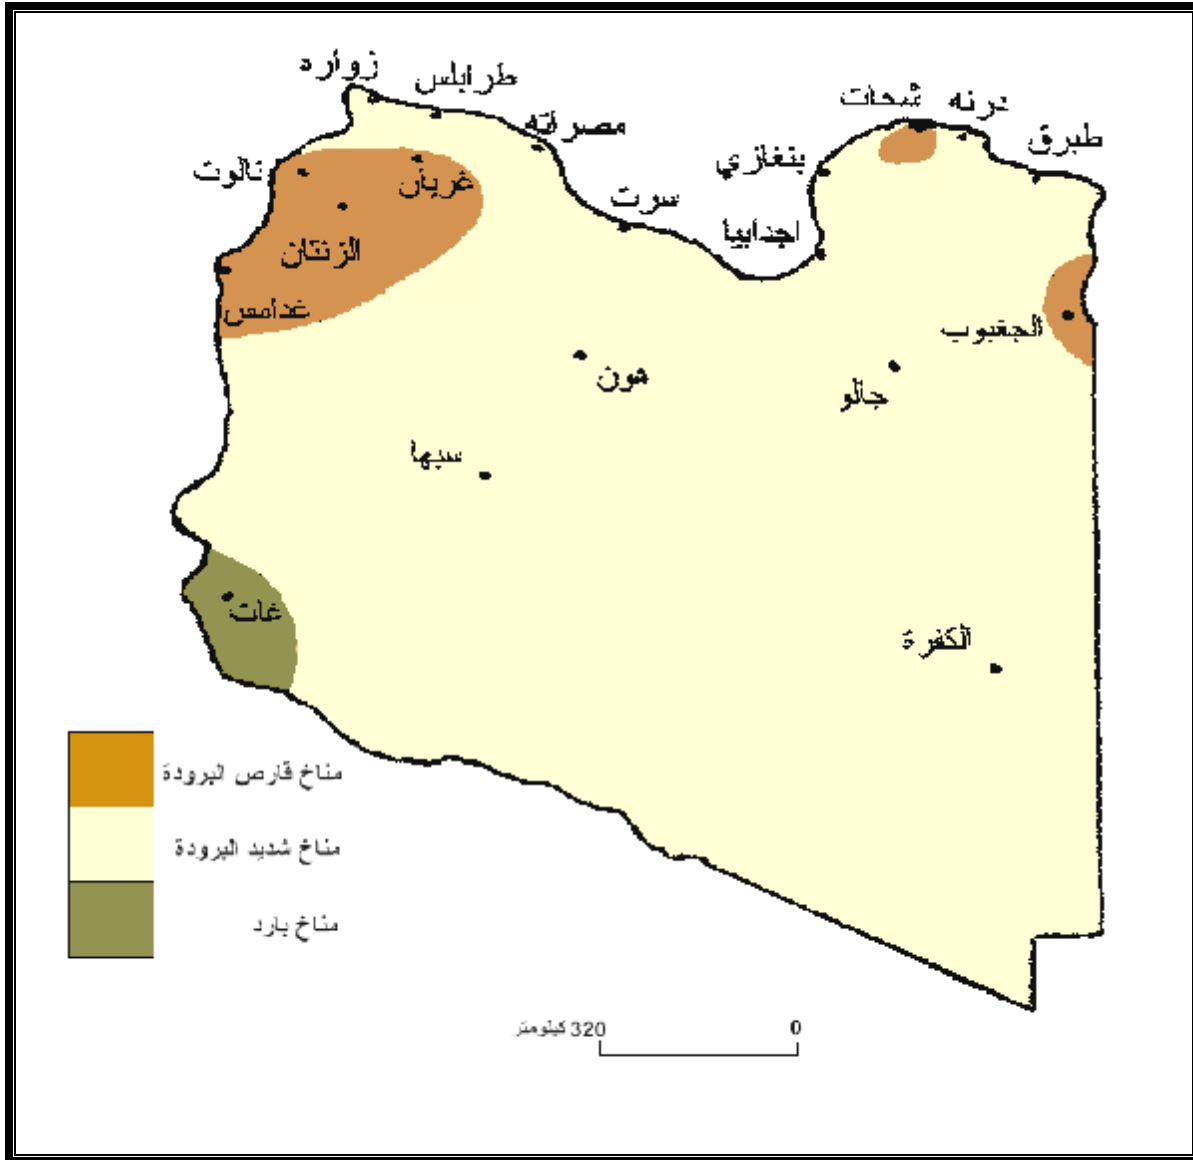 زواره
طرابلس
مصراته
شحات
درنه
طبرق
بنغازي
نالوت
غريان
سرت
اجدابيا
الزنتان
غدامس
الجغبوب
هون
جالو
سبها
غات
الكفرة
مناخ قارص البرودة
مناخ شديد البرودة
مناخ بارد
320 كيلومتر
0